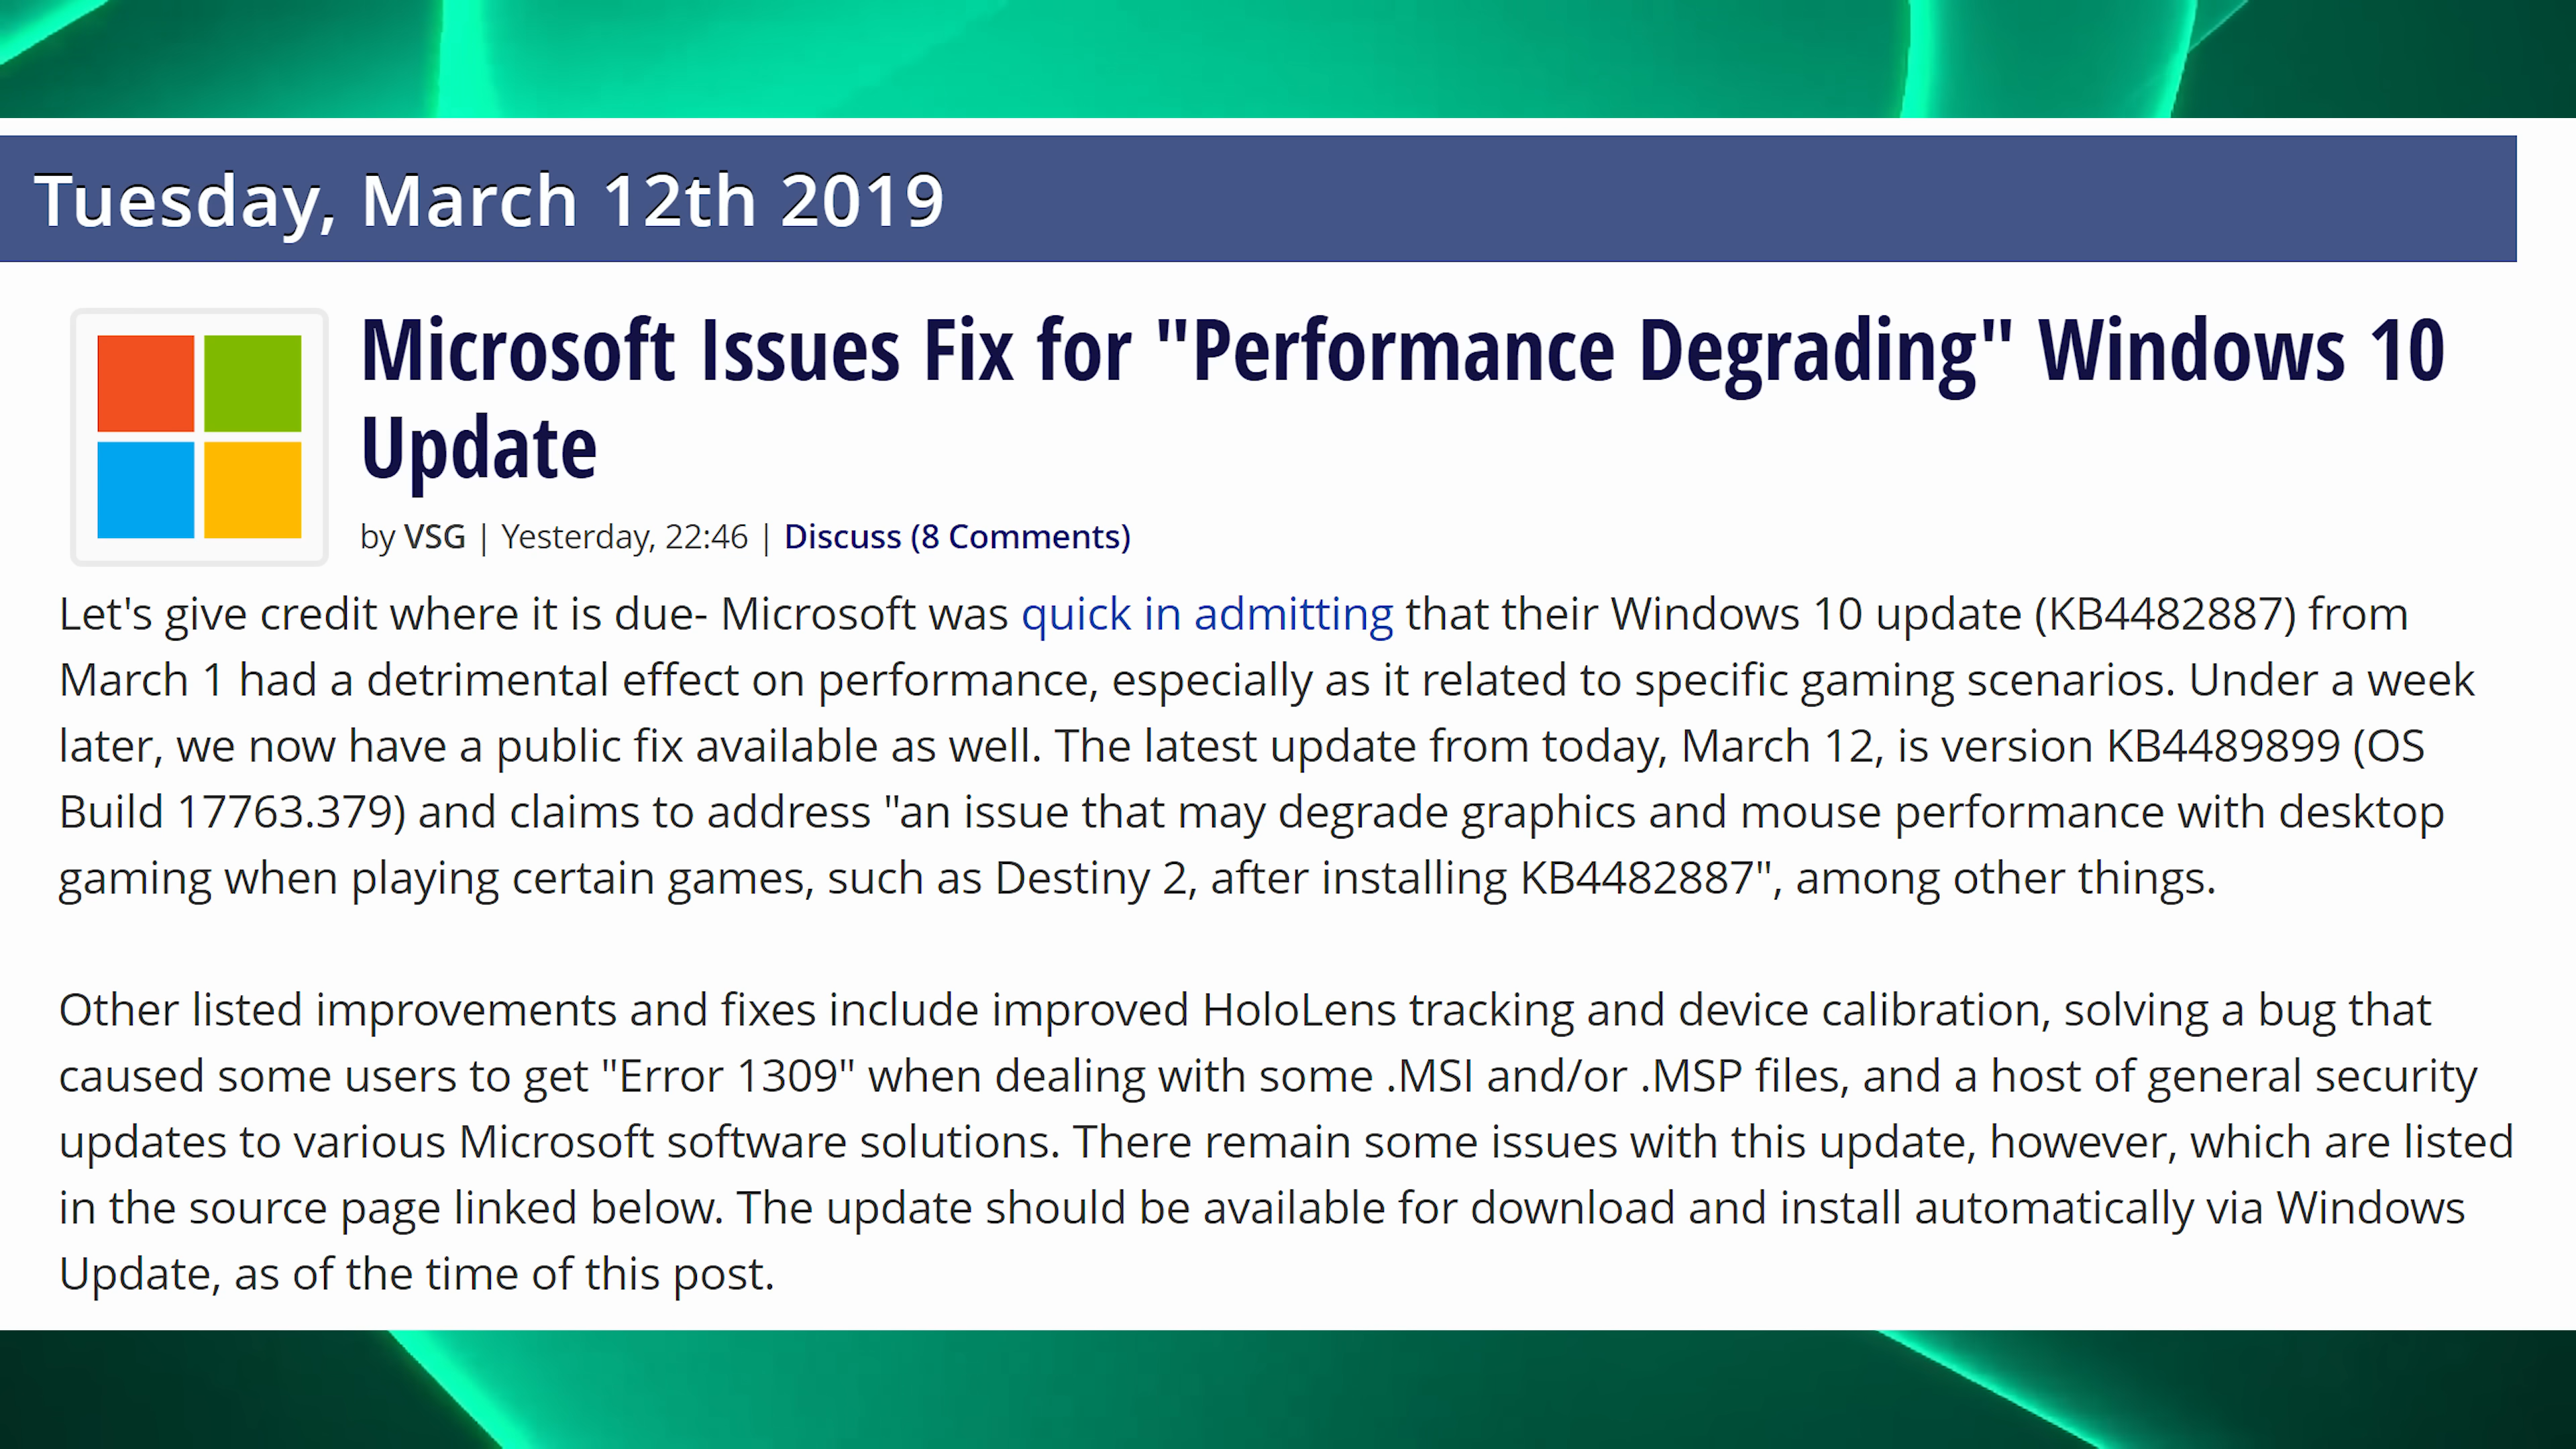 Tuesday, March 12th 2019
Microsoft Issues Fix for "Performance Degrading" Windows 10
Update
by VSG | Yesterday, 22:46 | Discuss (8 Comments)
Let's give credit where it is due- Microsoft was quick in admitting that their Windows 10 update (KB4482887) from
March 1 had a detrimental effect on performance, especially as it related to specific gaming scenarios. Under a week
later, we now have a public fix available as well. The latest update from today, March 12, is version KB4489899 (OS
Build 17763.379) and claims to address "an issue that may degrade graphics and mouse performance with desktop
gaming when playing certain games, such as Destiny 2, after installing KB4482887", among other things.
Other listed improvements and fixes include improved HoloLens tracking and device calibration, solving a bug that
caused some users to get "Error 1309" when dealing with some .MSI and/or .MSP files, and a host of general security
updates to various Microsoft software solutions. There remain some issues with this update, however, which are listed
in the source page linked below. The update should be available for download and install automatically via Windows
Update, as of the time of this post.